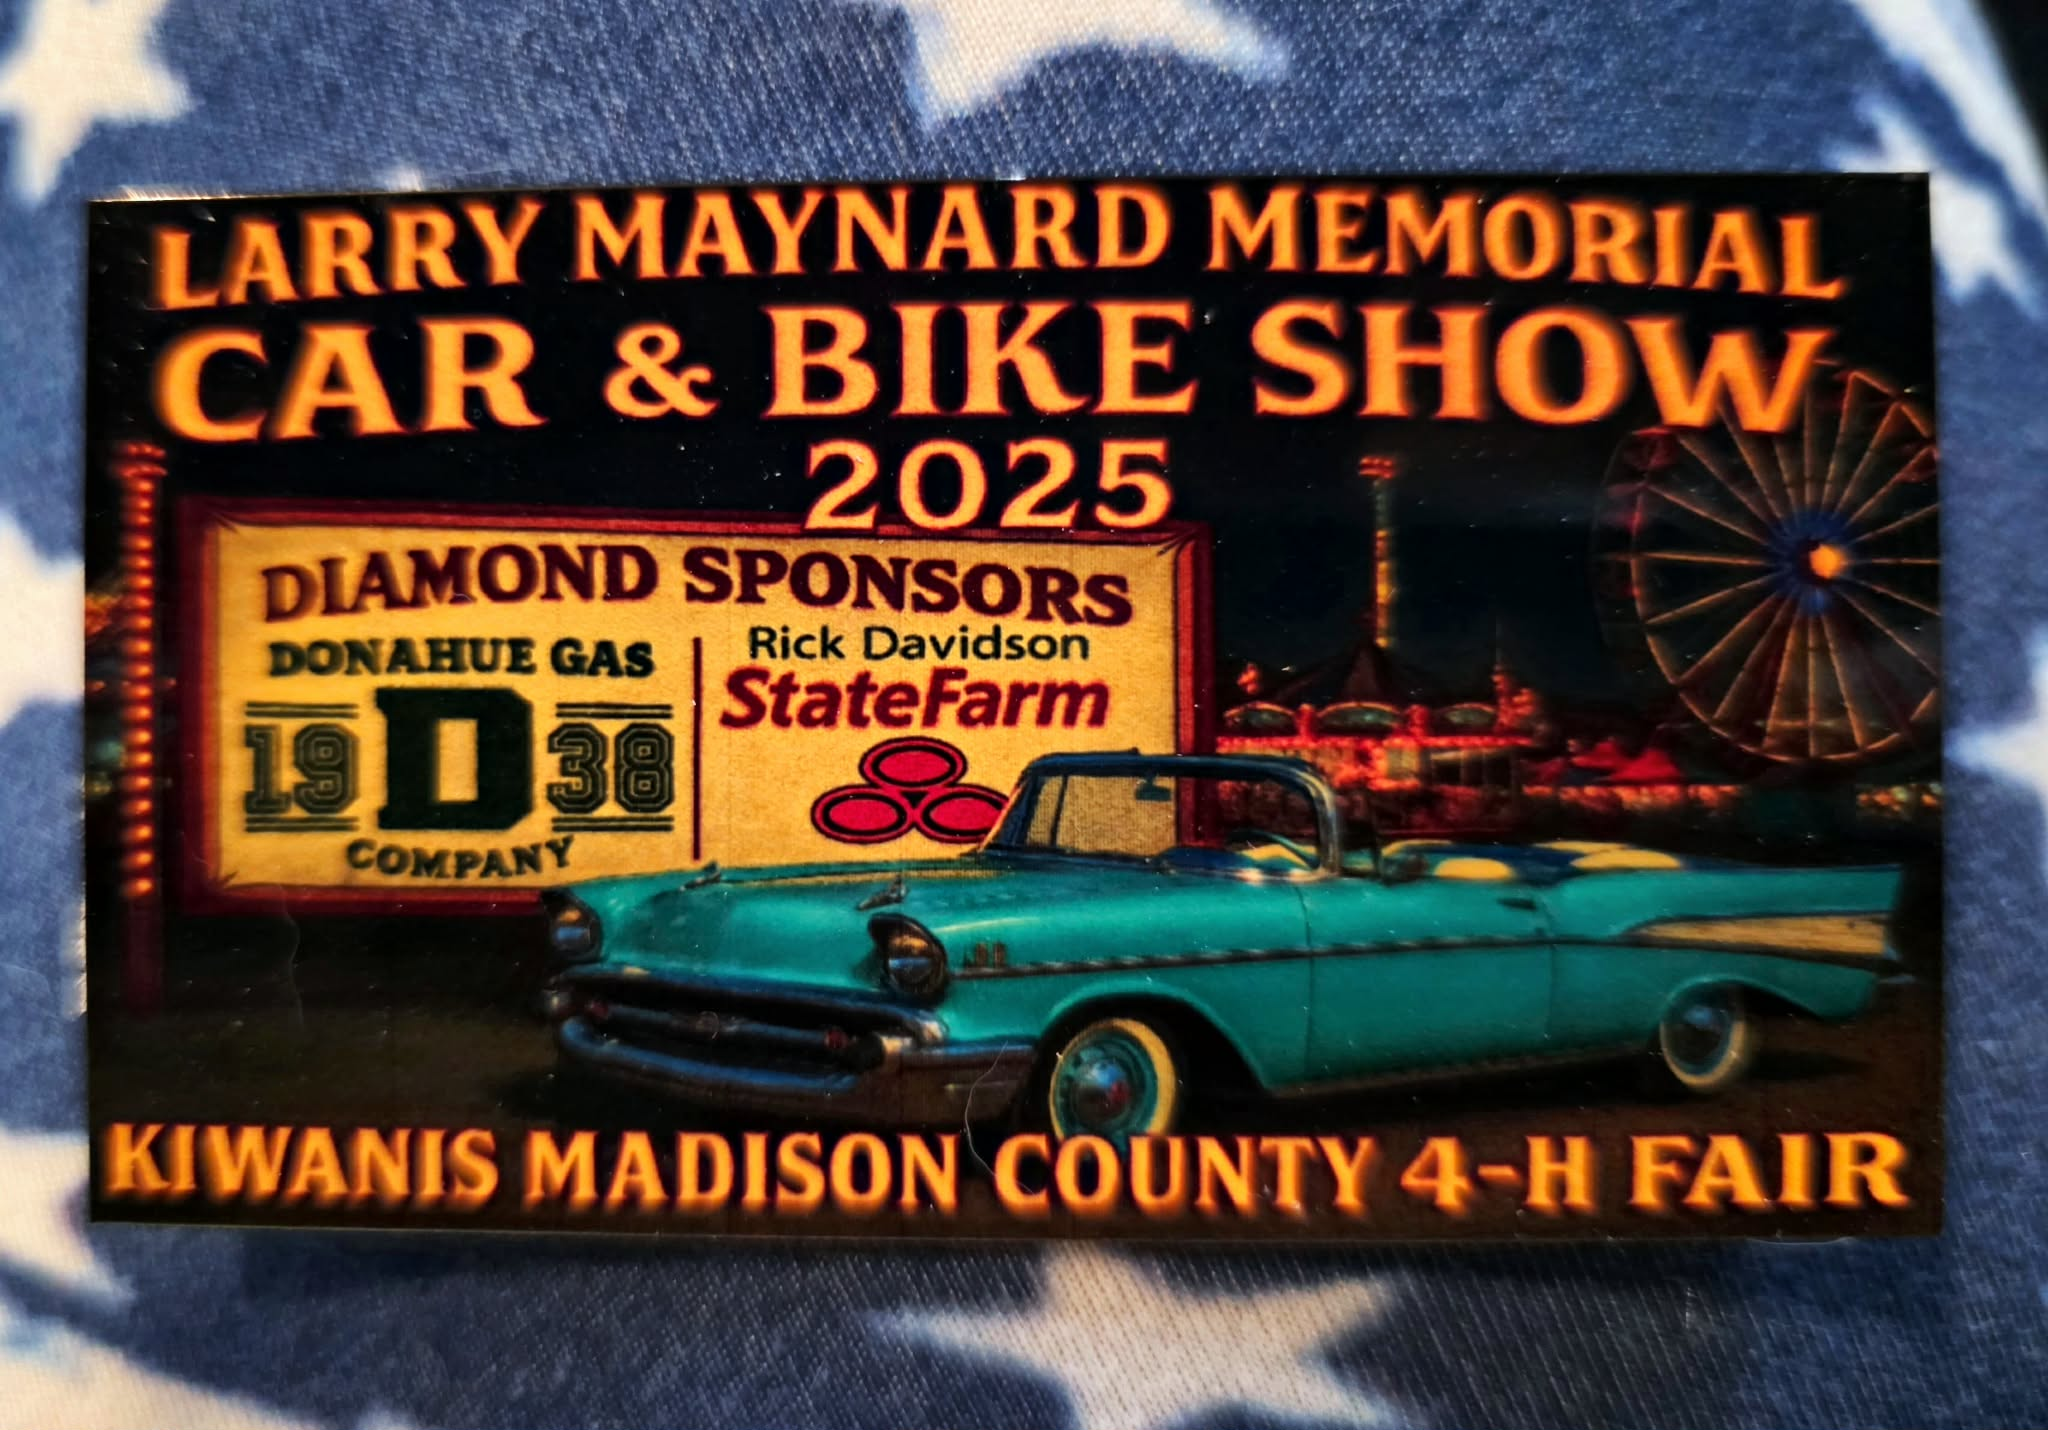 LARRY MAYNARD MEMORIAL
CAR & BIKE SHOW
2025
DIAMOND SPONSORS
DONAHUE GAS
19 D 38
COMPANY
Rick Davidson
StateFarm
KIWANIS MADISON COUNTY 4-H FAIR